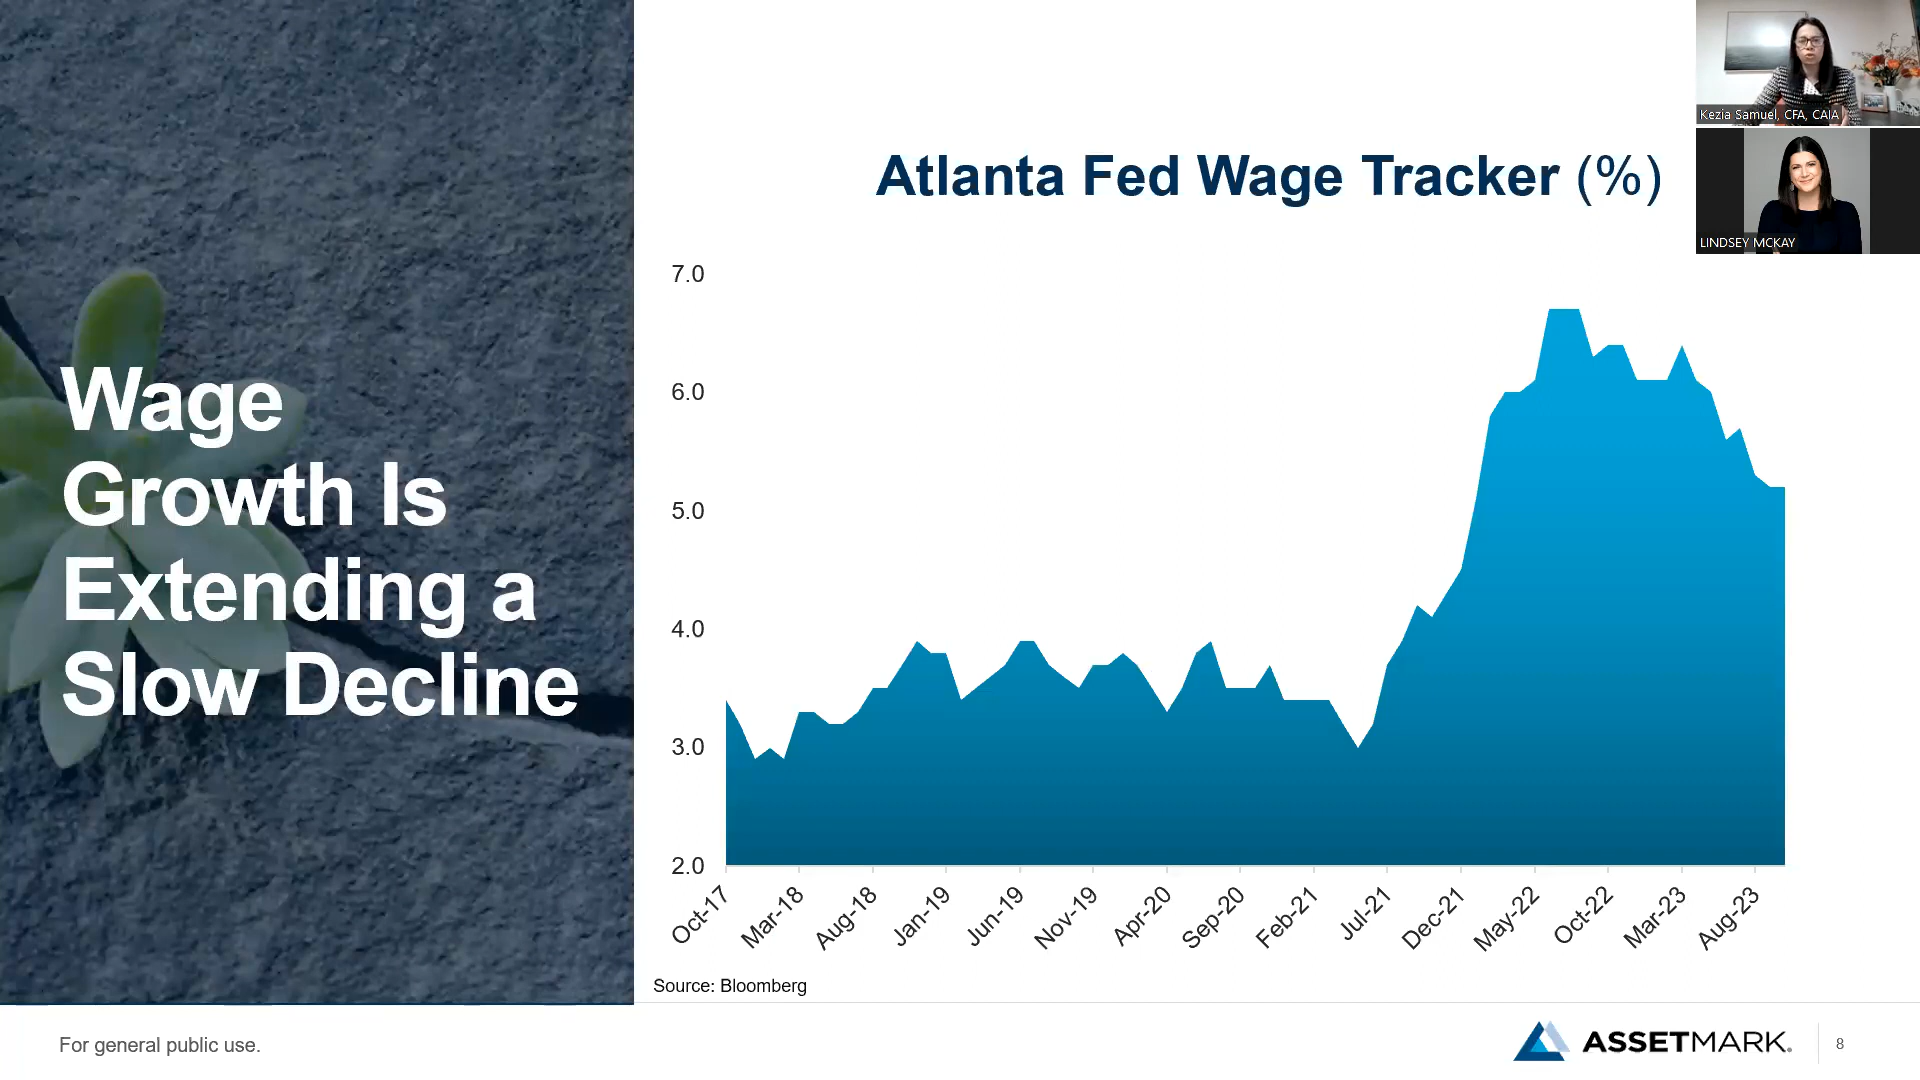 Wage
Growth Is
Extending a
Slow Decline
Atlanta Fed Wage Tracker (%)
7.0
6.0
5.0
4.0
3.0
2.0
Oct-17
Mar-18
Aug-18
Jan-19
Jun-19
Nov-19
Apr-20
Sep-20
Feb-21
Jul-21
Dec-21
May-22
Oct-22
Mar-23
Aug-23
Source: Bloomberg
Kezia Samuel, CFA, CAIA
LINDSEY MCKAY
For general public use.
ASSETMARK.
8